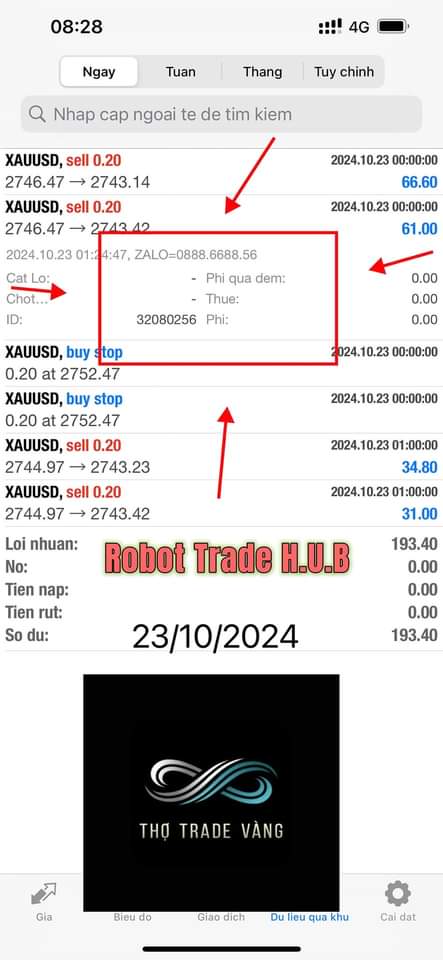 08:28 4G
Ngay Tuan Thang Tuy chinh
Nhap cap ngoai te de tim kiem
XAUUSD, sell 0.20 2024.10.23 00:00:00
2746.47 → 2743.14 66.60
XAUUSD, sell 0.20 2024.10.23 00:00:00
2746.47 → 2743.42 61.00
2024.10.23 01:24:47, ZALO=0888.6688.56
Cat Lo: - Phi qua dem: 0.00
Chot... - Thue: 0.00
ID: 32080256 Phi: 0.00
XAUUSD, buy stop 2024.10.23 00:00:00
0.20 at 2752.47
XAUUSD, buy stop 2024.10.23 00:00:00
0.20 at 2752.47
XAUUSD, sell 0.20 2024.10.23 01:00:00
2744.97 → 2743.23 34.80
XAUUSD, sell 0.20 2024.10.23 01:00:00
2744.97 → 2743.42 31.00
Loi nhuan: 193.40
Robot Trade H.U.B
No: 0.00
Tien nap: 0.00
Tien rut: 0.00
So du: 193.40
23/10/2024
THỢ TRADE VÀNG
Gia Bieu do Giao dich Du lieu qua khu Cai dat